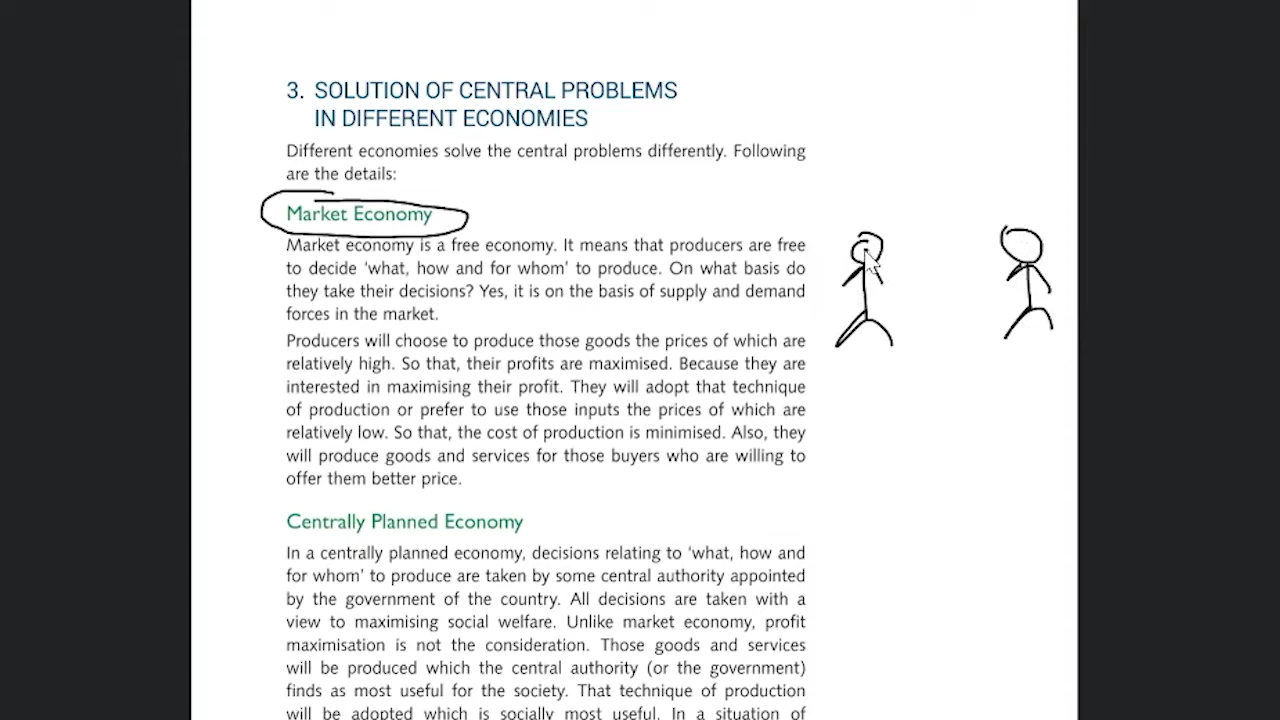 3. SOLUTION OF CENTRAL PROBLEMS
IN DIFFERENT ECONOMIES
Different economies solve the central problems differently. Following
are the details:
Market Economy
Market economy is a free economy. It means that producers are free
to decide ‘what, how and for whom’ to produce. On what basis do
they take their decisions? Yes, it is on the basis of supply and demand
forces in the market.
Producers will choose to produce those goods the prices of which are
relatively high. So that, their profits are maximised. Because they are
interested in maximising their profit. They will adopt that technique
of production or prefer to use those inputs the prices of which are
relatively low. So that, the cost of production is minimised. Also, they
will produce goods and services for those buyers who are willing to
offer them better price.
Centrally Planned Economy
In a centrally planned economy, decisions relating to ‘what, how and
for whom’ to produce are taken by some central authority appointed
by the government of the country. All decisions are taken with a
view to maximising social welfare. Unlike market economy, profit
maximisation is not the consideration. Those goods and services
will be produced which the central authority (or the government)
finds as most useful for the society. That technique of production
will be adopted which is socially most useful. In a situation of